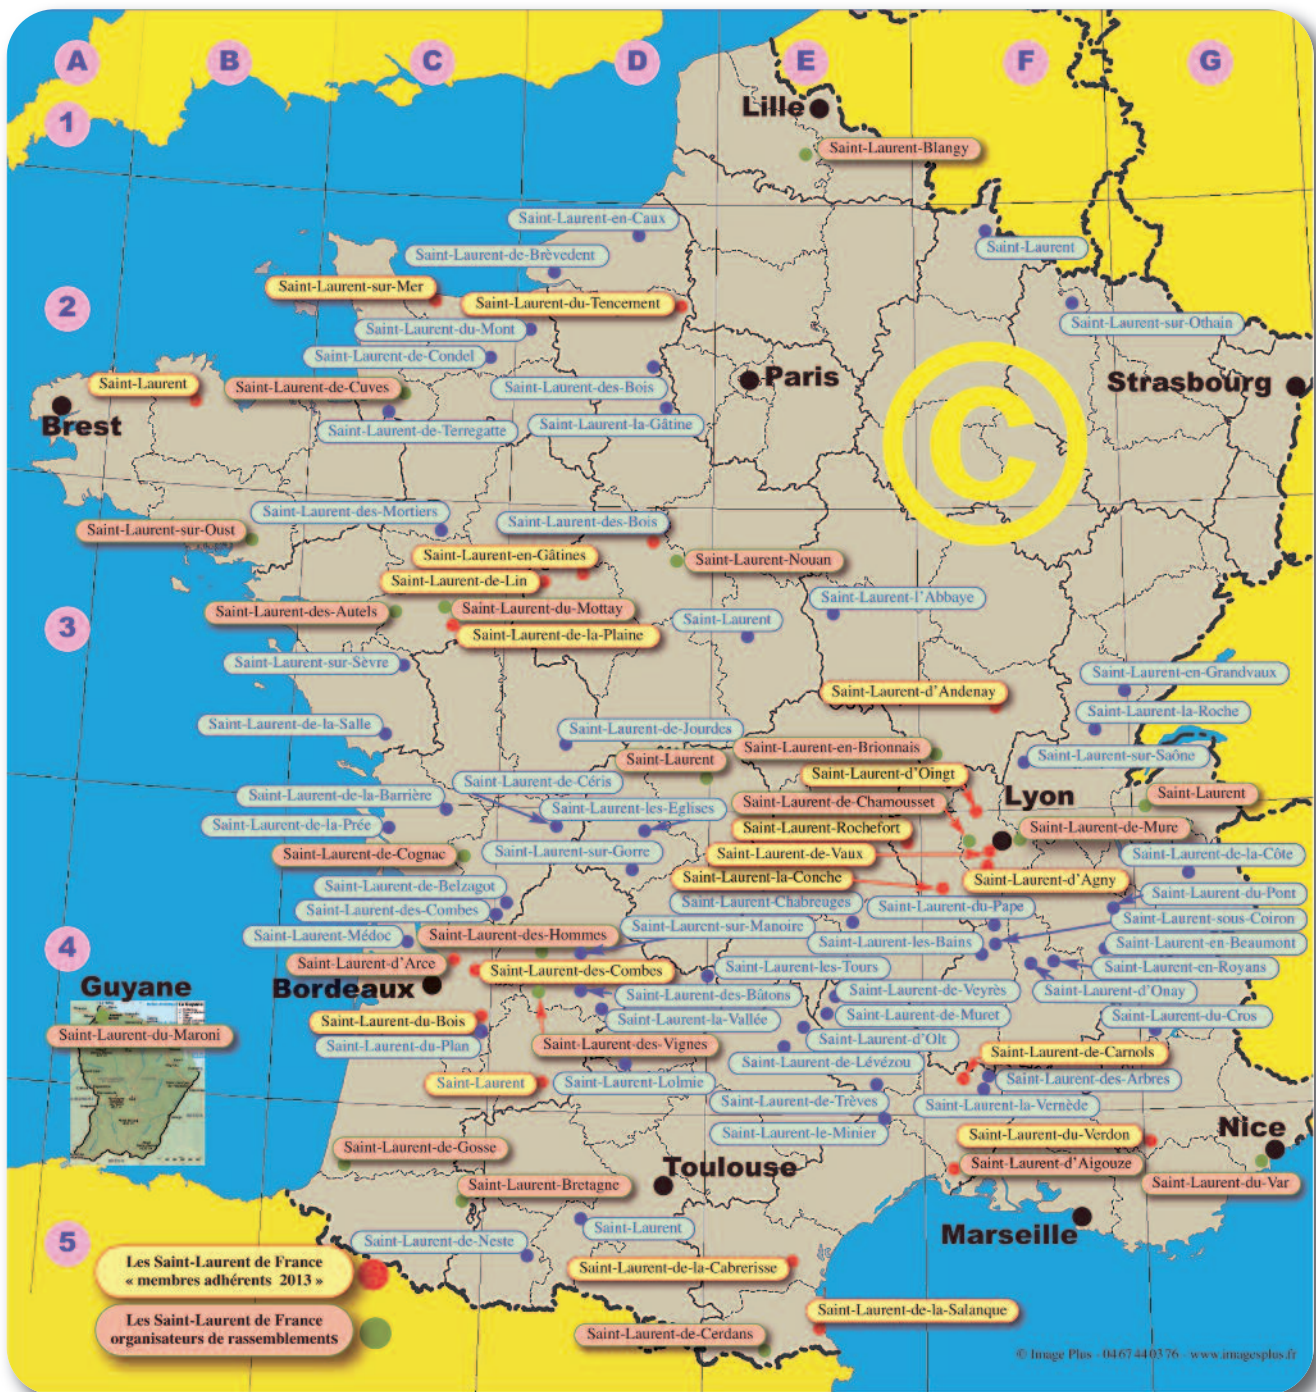 A
B
C
D
E
F
G
1
Lille
Saint-Laurent-Blangy
Saint-Laurent-en-Caux
Saint-Laurent
Saint-Laurent-de-Brèvedent
Saint-Laurent-sur-Mer
Saint-Laurent-du-Tencement
2
Saint-Laurent-du-Mont
Saint-Laurent-sur-Othain
Saint-Laurent-de-Condel
Saint-Laurent
Saint-Laurent-de-Cuves
Saint-Laurent-des-Bois
Paris
Strasbourg
C
Brest
Saint-Laurent-de-Terregatte
Saint-Laurent-la-Gâtine
Saint-Laurent-des-Mortiers
Saint-Laurent-des-Bois
Saint-Laurent-sur-Oust
Saint-Laurent-en-Gâtines
Saint-Laurent-Nouan
Saint-Laurent-de-Lin
Saint-Laurent-l'Abbaye
Saint-Laurent-des-Autels
Saint-Laurent-du-Mottay
Saint-Laurent
3
Saint-Laurent-de-la-Plaine
Saint-Laurent-sur-Sèvre
Saint-Laurent-en-Grandvaux
Saint-Laurent-d'Andenay
Saint-Laurent-la-Roche
Saint-Laurent-de-la-Salle
Saint-Laurent-de-Jourdes
Saint-Laurent-en-Brionnais
Saint-Laurent-sur-Saône
Saint-Laurent
Saint-Laurent-d'Oingt
Saint-Laurent-de-Céris
Saint-Laurent-de-la-Barrière
Saint-Laurent-les-Eglises
Saint-Laurent-de-Chamousset
Lyon
Saint-Laurent
Saint-Laurent-de-la-Prée
Saint-Laurent-Rochefort
Saint-Laurent-de-Mure
Saint-Laurent-de-Cognac
Saint-Laurent-sur-Gorre
Saint-Laurent-de-Vaux
Saint-Laurent-de-la-Côte
Saint-Laurent-la-Conche
Saint-Laurent-d'Agny
Saint-Laurent-de-Belzagot
Saint-Laurent-du-Pont
Saint-Laurent-des-Combes
Saint-Laurent-Chabreuges
Saint-Laurent-du-Pape
Saint-Laurent-sous-Coiron
Saint-Laurent-Médoc
Saint-Laurent-des-Hommes
Saint-Laurent-sur-Manoire
Saint-Laurent-les-Bains
Saint-Laurent-en-Beaumont
4
Saint-Laurent-d'Arce
Saint-Laurent-des-Combes
Saint-Laurent-les-Tours
Saint-Laurent-en-Royans
Guyane
Bordeaux
Saint-Laurent-des-Bâtons
Saint-Laurent-de-Veyrès
Saint-Laurent-d'Onay
Saint-Laurent-du-Maroni
Saint-Laurent-du-Bois
Saint-Laurent-la-Vallée
Saint-Laurent-de-Muret
Saint-Laurent-du-Cros
Saint-Laurent-du-Plan
Saint-Laurent-des-Vignes
Saint-Laurent-d'Olt
Saint-Laurent-de-Lévézou
Saint-Laurent-de-Carnols
Saint-Laurent
Saint-Laurent-Lolmie
Saint-Laurent-des-Arbres
Saint-Laurent-de-Trèves
Saint-Laurent-la-Vernède
Saint-Laurent-le-Minier
Saint-Laurent-du-Verdon
Nice
Saint-Laurent-de-Gosse
Toulouse
Saint-Laurent-d'Aigouze
Saint-Laurent-Bretagne
Saint-Laurent-du-Var
Saint-Laurent
Marseille
5
Saint-Laurent-de-Neste
Les Saint-Laurent de France
« membres adhérents 2013 »
Saint-Laurent-de-la-Cabrerisse
Saint-Laurent-de-la-Salanque
Les Saint-Laurent de France
organisateurs de rassemblements
Saint-Laurent-de-Cerdans
© Image Plus - 0467440376 - www.imagesplus.fr